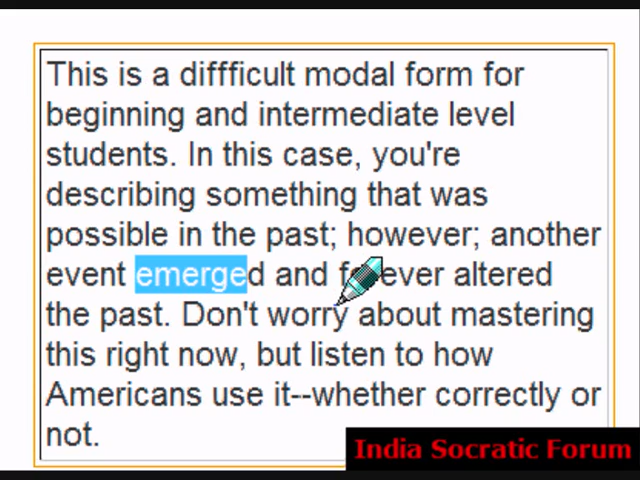 This is a diffficult modal form for
beginning and intermediate level
students. In this case, you're
describing something that was
possible in the past; however; another
event emerged and forever altered
the past. Don't worry about mastering
this right now, but listen to how
Americans use it--whether correctly or
not.
India Socratic Forum